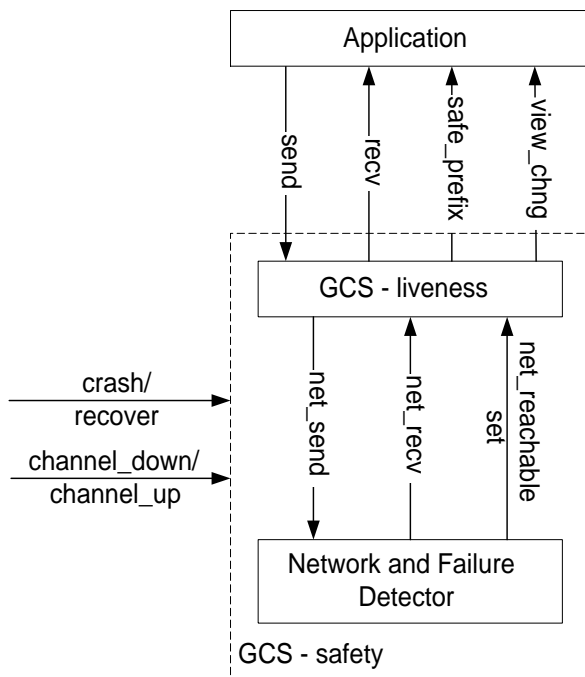 Application
send
recv
safe_prefix
view_chng
GCS - liveness
crash/
recover
channel_down/
channel_up
net_send
net_recv
net_reachable
set
Network and Failure
Detector
GCS - safety